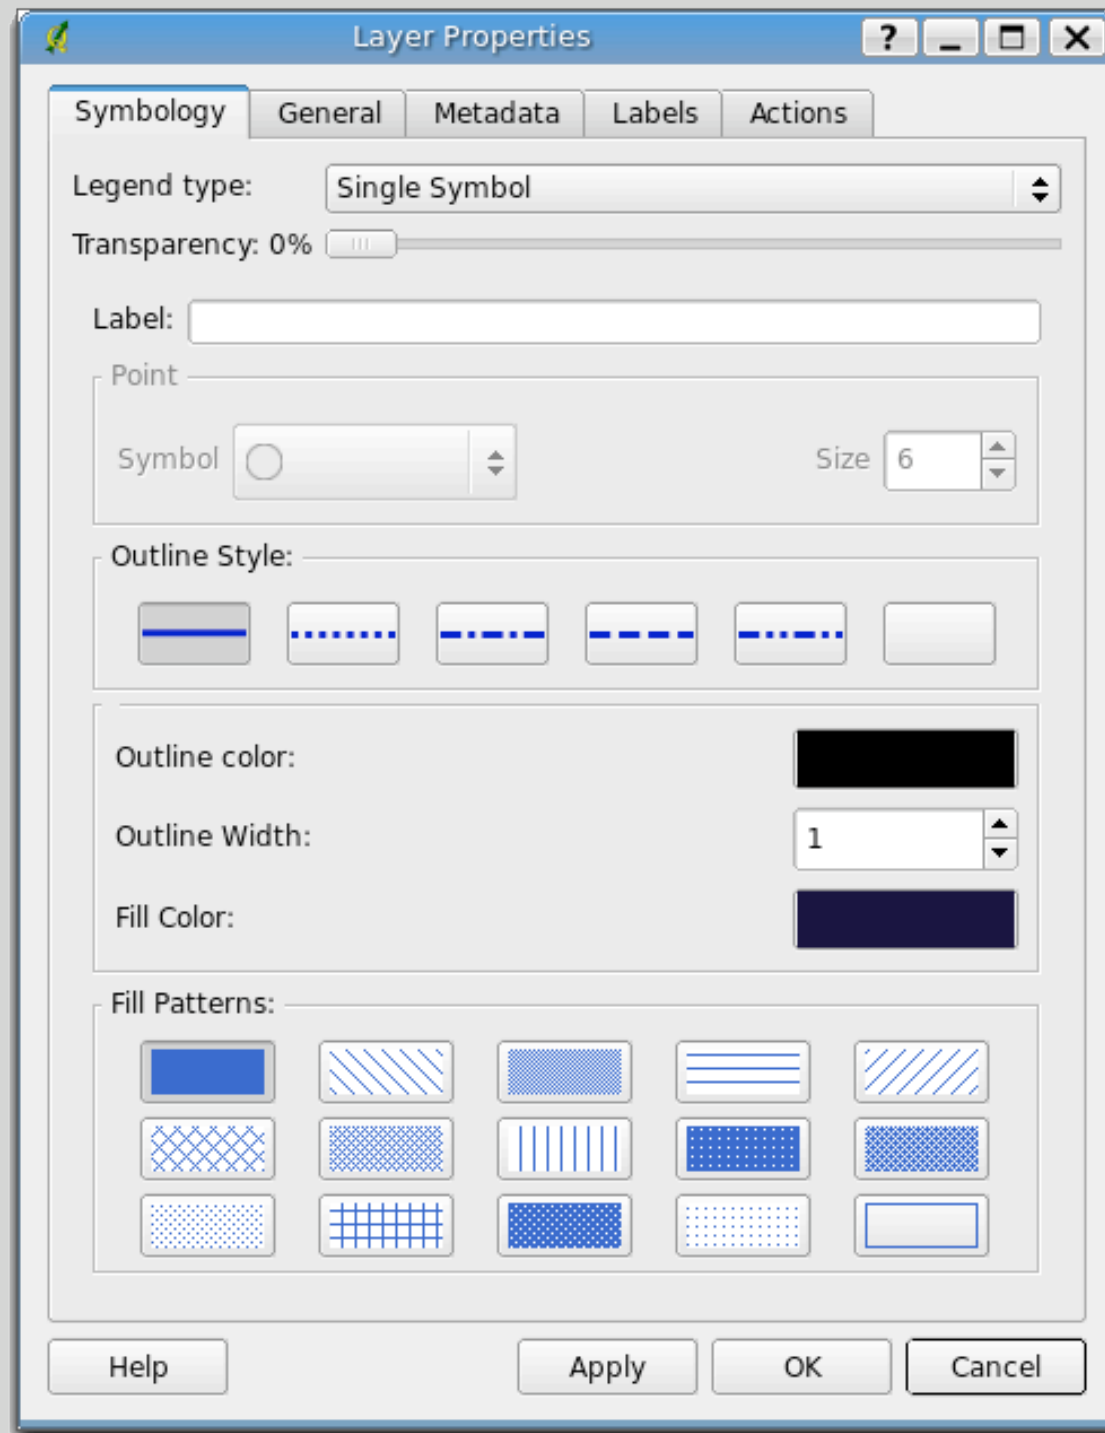 Layer Properties
?
Symbology General Metadata Labels Actions
Legend type: Single Symbol
Transparency: 0%
Label:
Point
Symbol Size 6
Outline Style:
Outline color:
Outline Width: 1
Fill Color:
Fill Patterns:
Help Apply OK Cancel